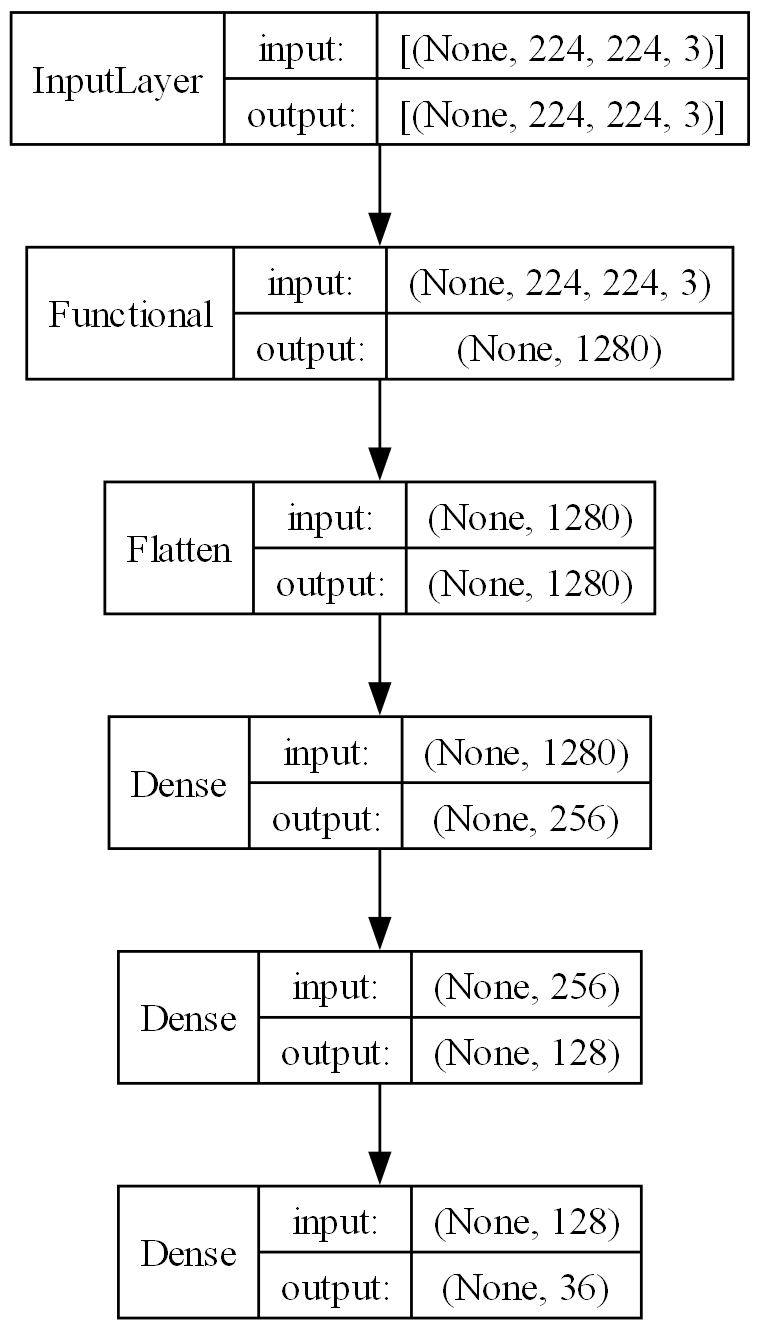 InputLayer
input: [(None, 224, 224, 3)]
output: [(None, 224, 224, 3)]
Functional
input: (None, 224, 224, 3)
output: (None, 1280)
Flatten
input: (None, 1280)
output: (None, 1280)
Dense
input: (None, 1280)
output: (None, 256)
Dense
input: (None, 256)
output: (None, 128)
Dense
input: (None, 128)
output: (None, 36)